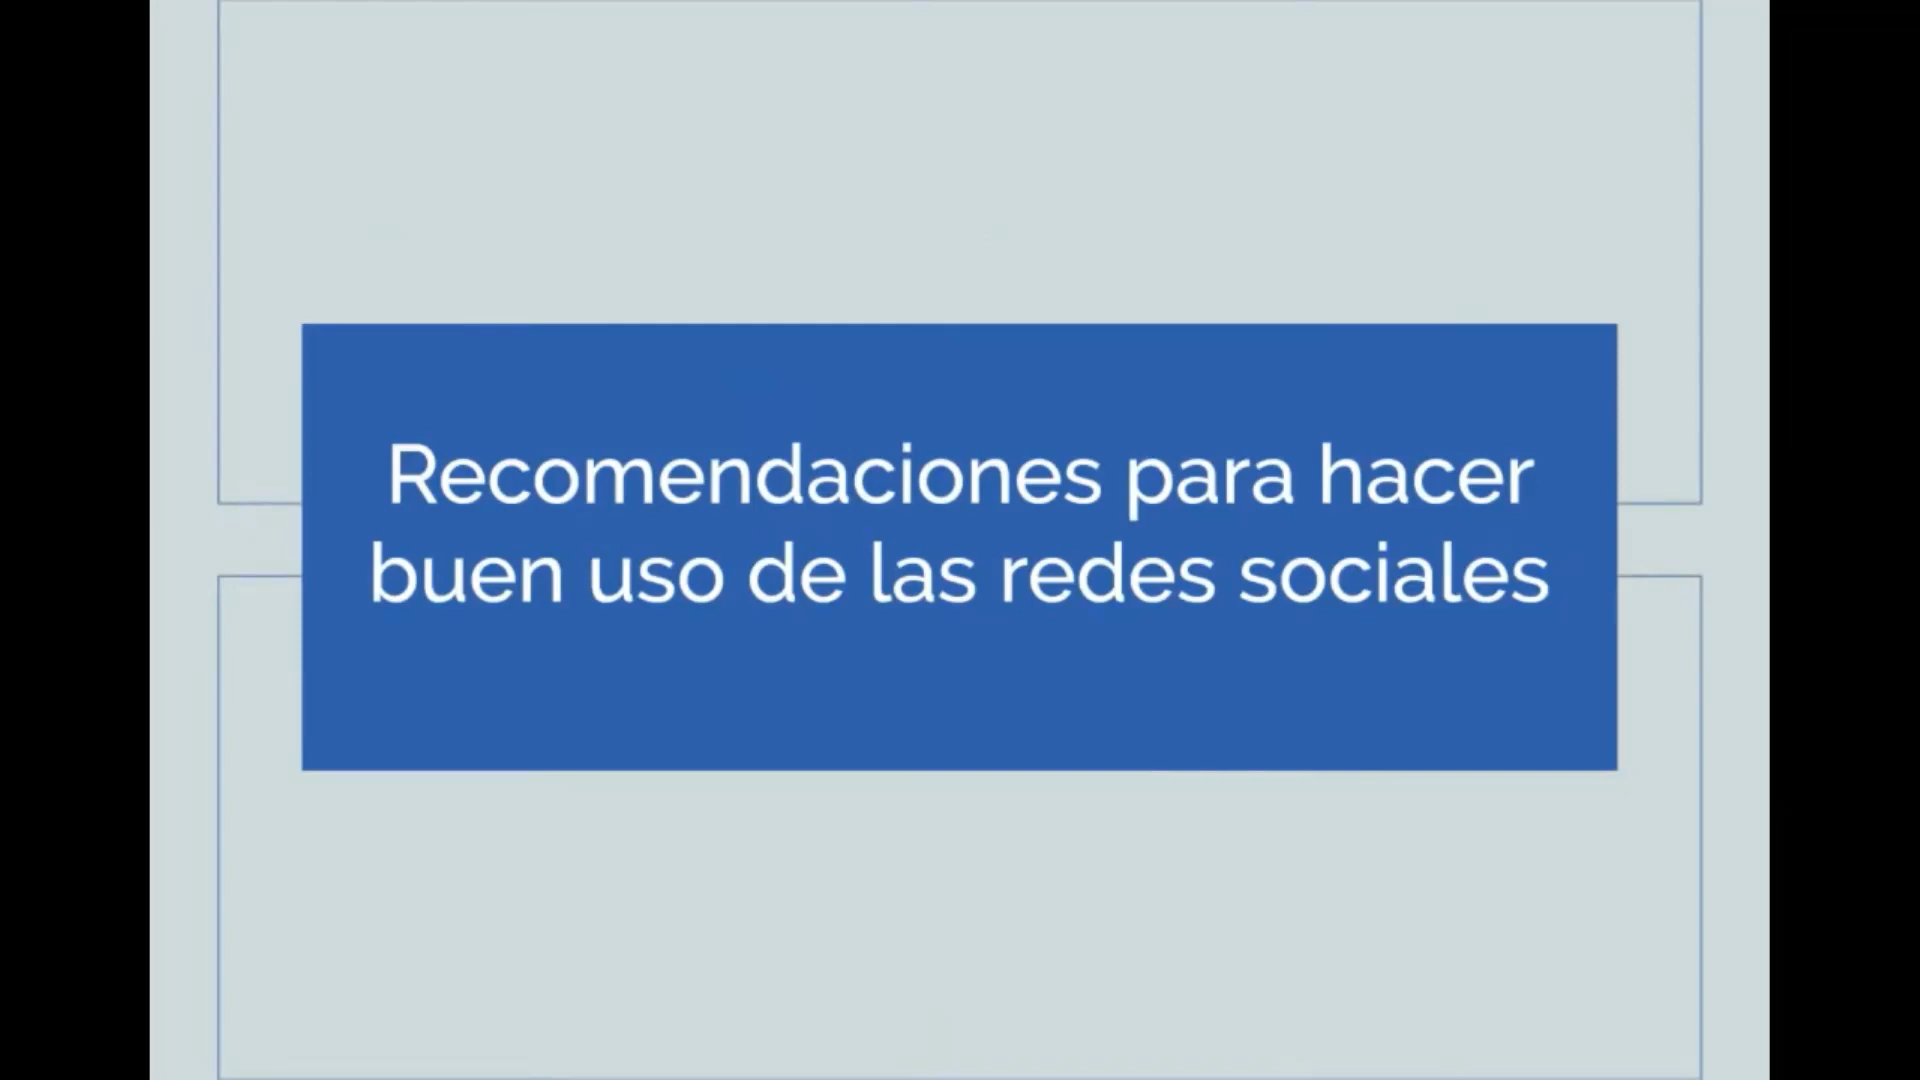 Recomendaciones para hacer
buen uso de las redes sociales